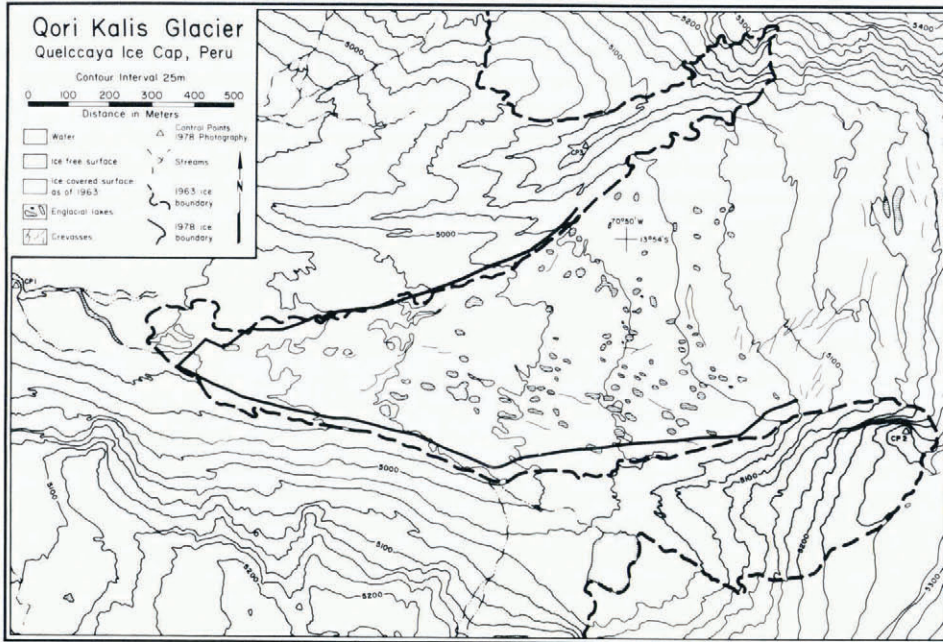 Qori Kalis Glacier
Quelccaya Ice Cap, Peru
Contour Interval 25m
0 100 200 300 400 500
Distance in Meters
Water
Ice free surface
Ice covered surface
as of 1963
Englacial lakes
Crevasses
Control Points
1978 Photography
Streams
1963 ice
boundary
1978 ice
boundary
N
5000
5200
5100
5300
5400
CP3
5000
70°50'W
13°54'S
CP1
5100
CP2
5000
5100
5100
5100
5200
5200
5200
5300